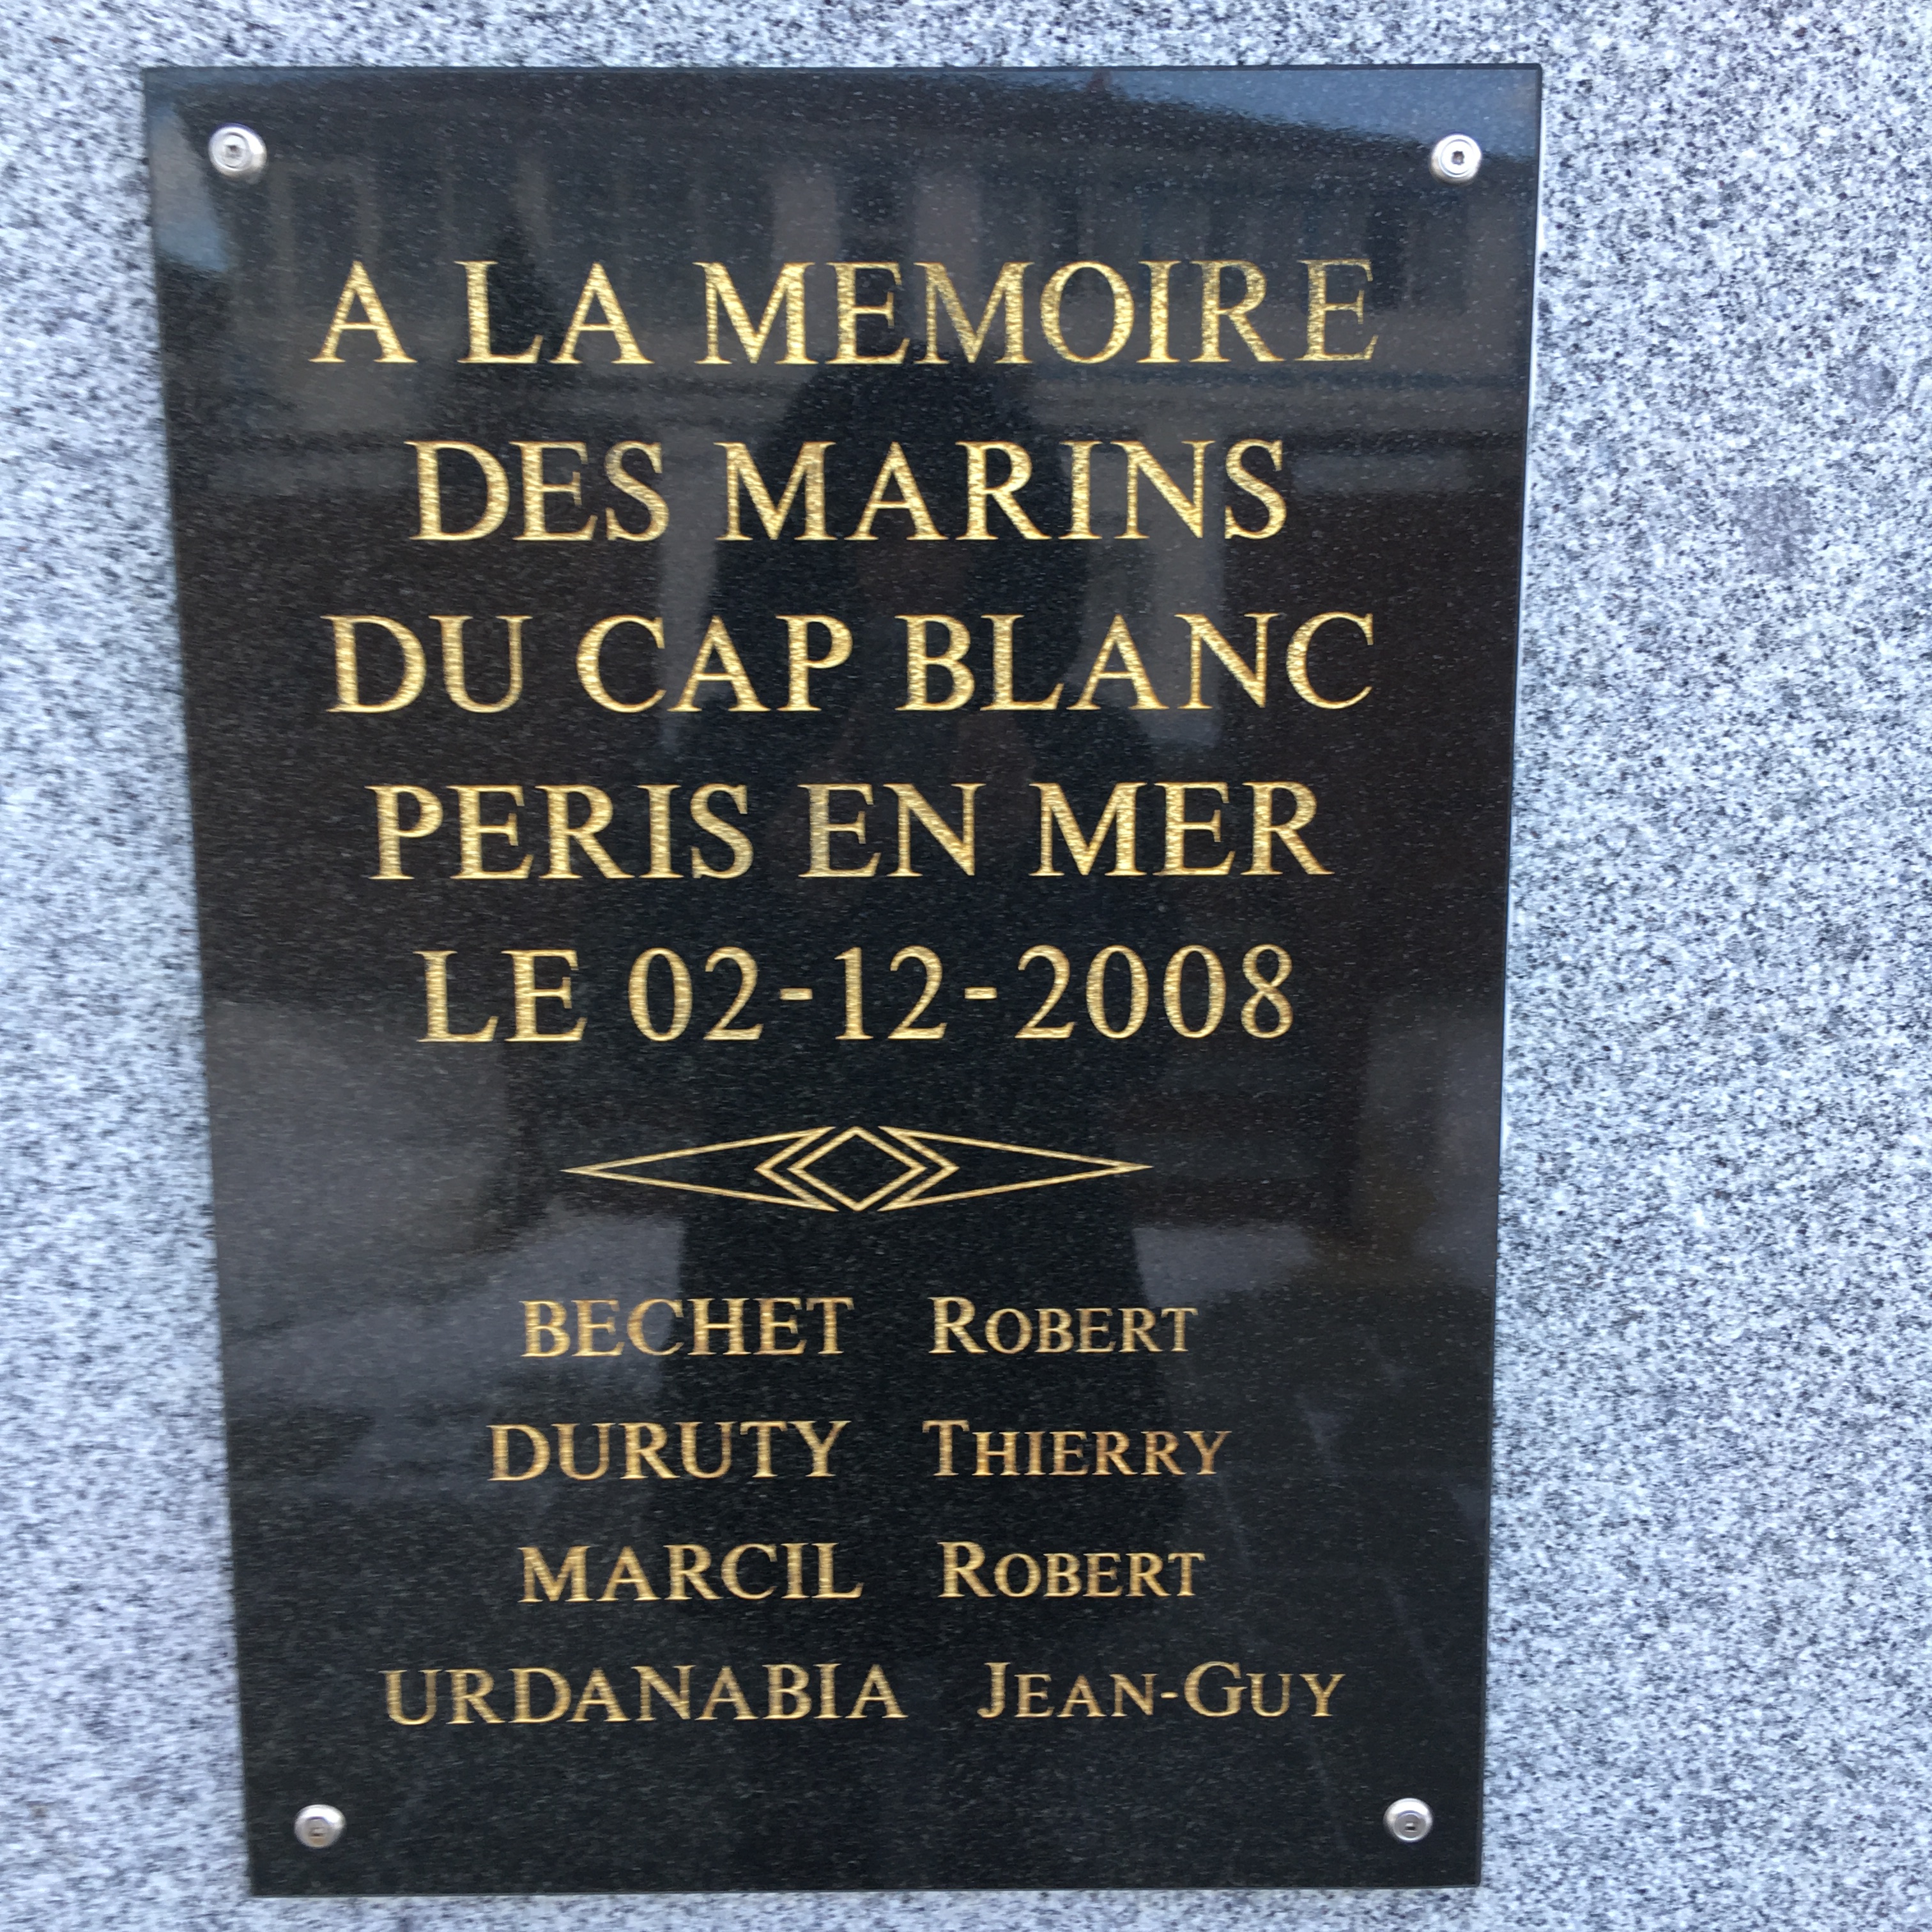 A LA MEMOIRE
DES MARINS
DU CAP BLANC
PERIS EN MER
LE 02-12-2008
BECHET ROBERT
DURUTY THIERRY
MARCIL ROBERT
URDANABIA JEAN-GUY